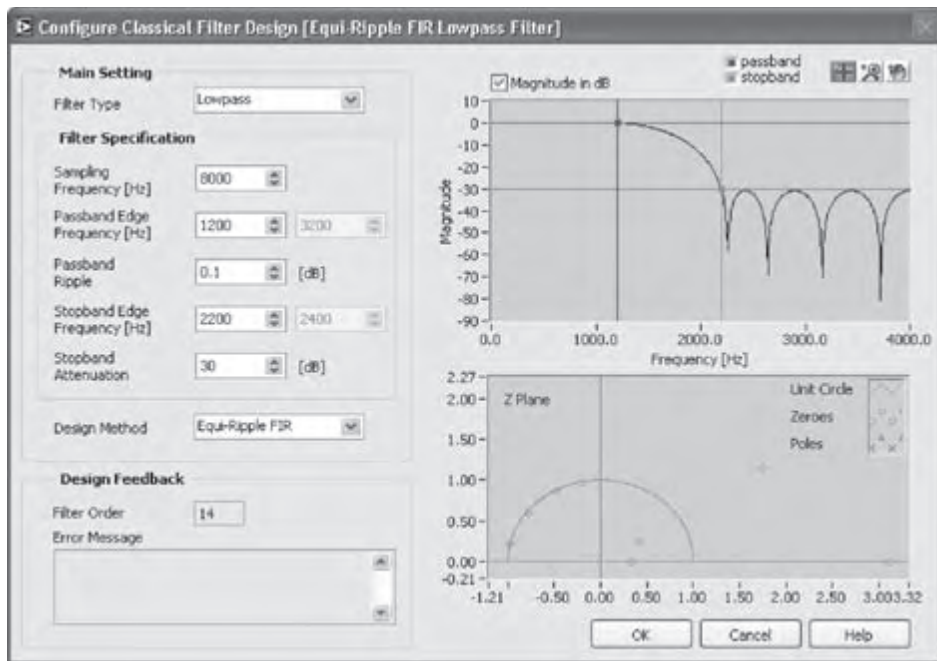 Configure Classical Filter Design [Equi-Ripple FIR Lowpass Filter]
Main Setting
Filter Type
Lowpass
Filter Specification
Sampling
Frequency [Hz]
8000
Passband Edge
Frequency [Hz]
1200
3200
Passband
Ripple
0.1
[dB]
Stopband Edge
Frequency [Hz]
2200
2400
Stopband
Attenuation
30
[dB]
Design Method
Equi-Ripple FIR
Design Feedback
Filter Order
14
Error Message
Magnitude in dB
passband
stopband
10
0
-10
-20
-30
-40
-50
-60
-70
-80
-90
Magnitude
0.0
1000.0
2000.0
3000.0
4000.0
Frequency [Hz]
2.27
2.00
1.50
1.00
0.50
0.00
-0.21
Z Plane
Unit Circle
Zeroes
Poles
-1.21
-0.50
0.00
0.50
1.00
1.50
2.00
2.50
3.003.32
OK
Cancel
Help